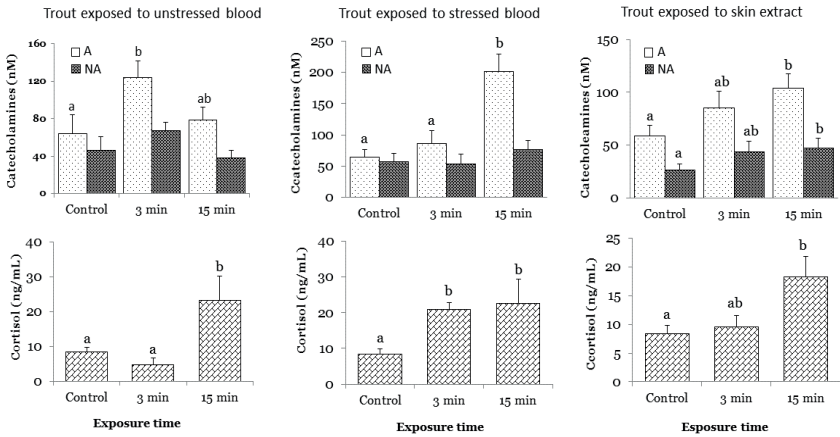 Trout exposed to unstressed blood
Trout exposed to stressed blood
Trout exposed to skin extract
Catecholamines (nM)
160
120
80
40
0
A
NA
a
b
ab
Control
3 min
15 min
Ccatecholamines (nM)
250
200
150
100
50
0
A
NA
a
a
b
Control
3 min
15 min
Catecholeamines (nM)
150
100
50
0
A
NA
a
a
ab
ab
b
b
Control
3 min
15 min
Cortisol (ng/mL)
40
30
20
10
0
a
a
b
Control
3 min
15 min
Exposure time
Cortisol (ng/mL)
40
30
20
10
0
a
b
b
Control
3 min
15 min
Exposure time
Ccortisol (ng/mL)
25
20
15
10
5
0
a
ab
b
Control
3 min
15 min
Esposure time